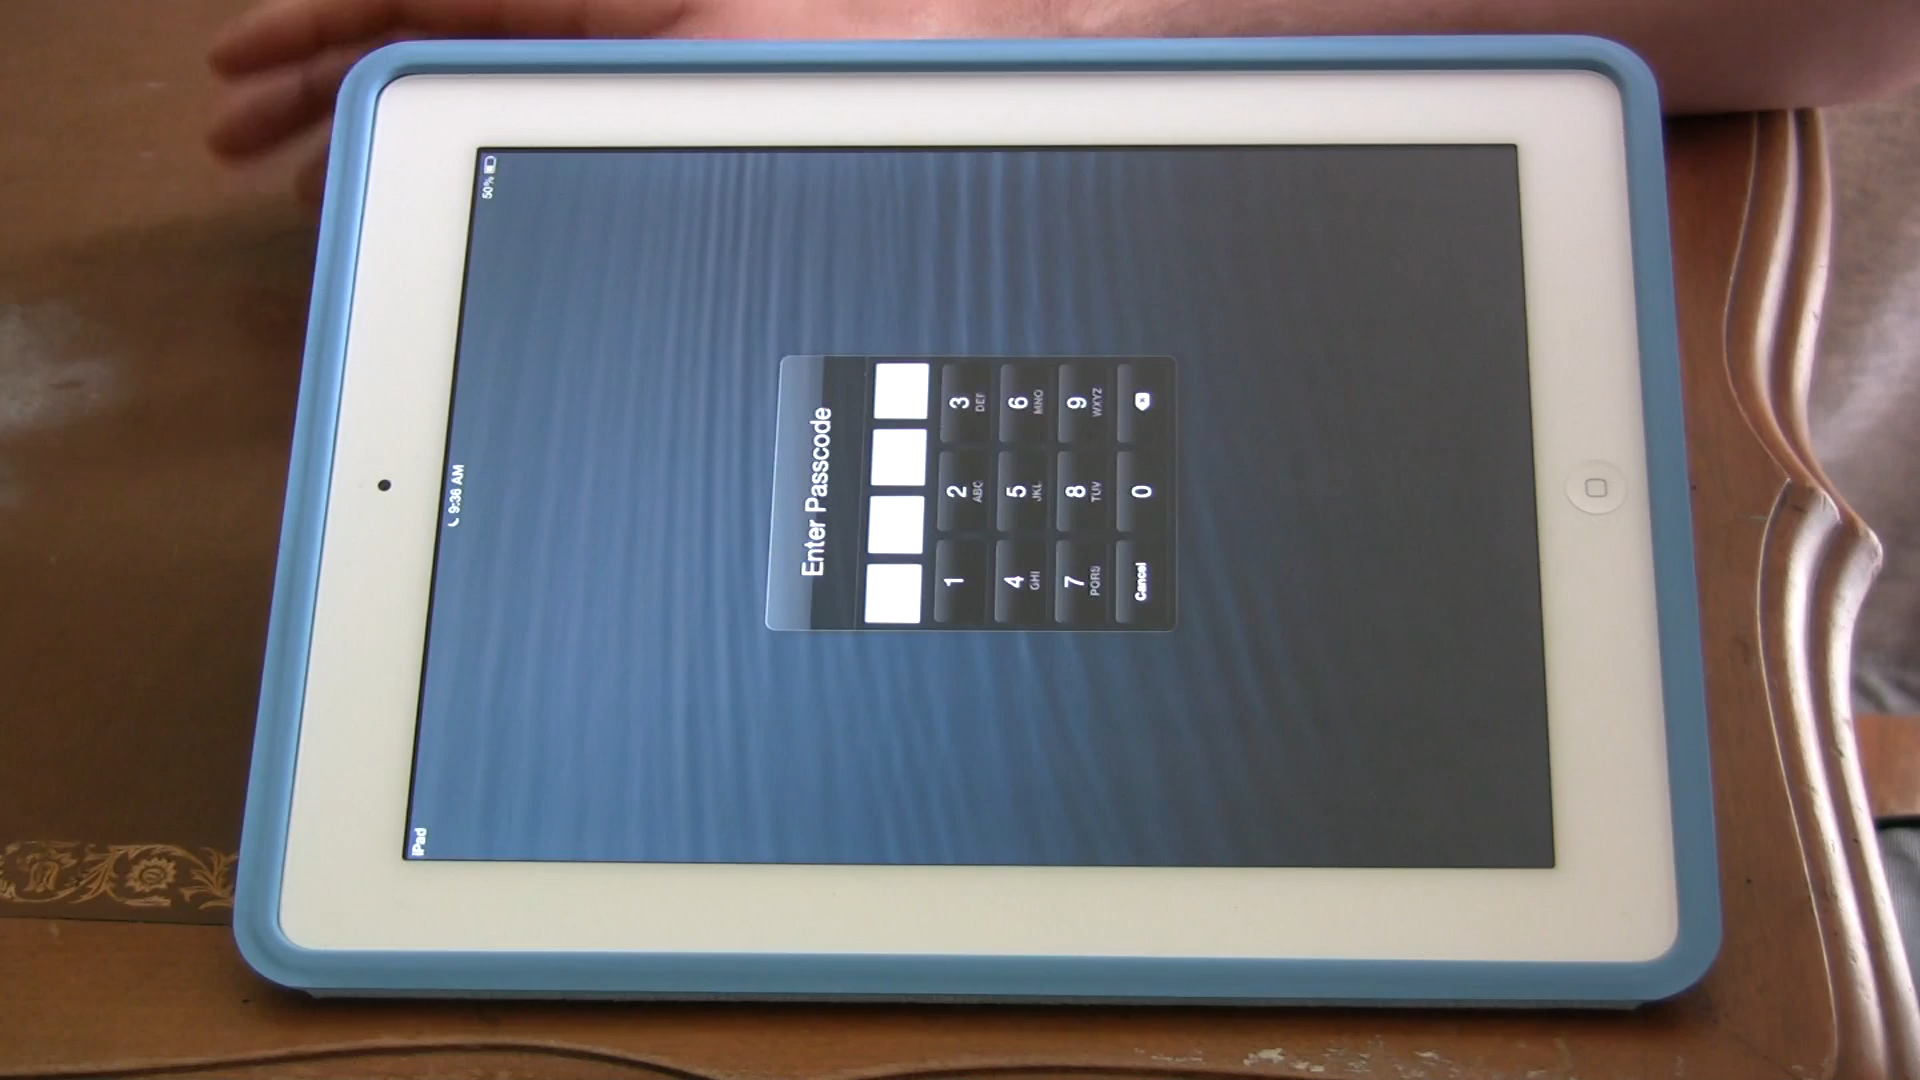 iPad
9:36 AM
50%
Enter Passcode
1
2 ABC
3 DEF
4 GHI
5 JKL
6 MNO
7 PQRS
8 TUV
9 WXYZ
Cancel
0